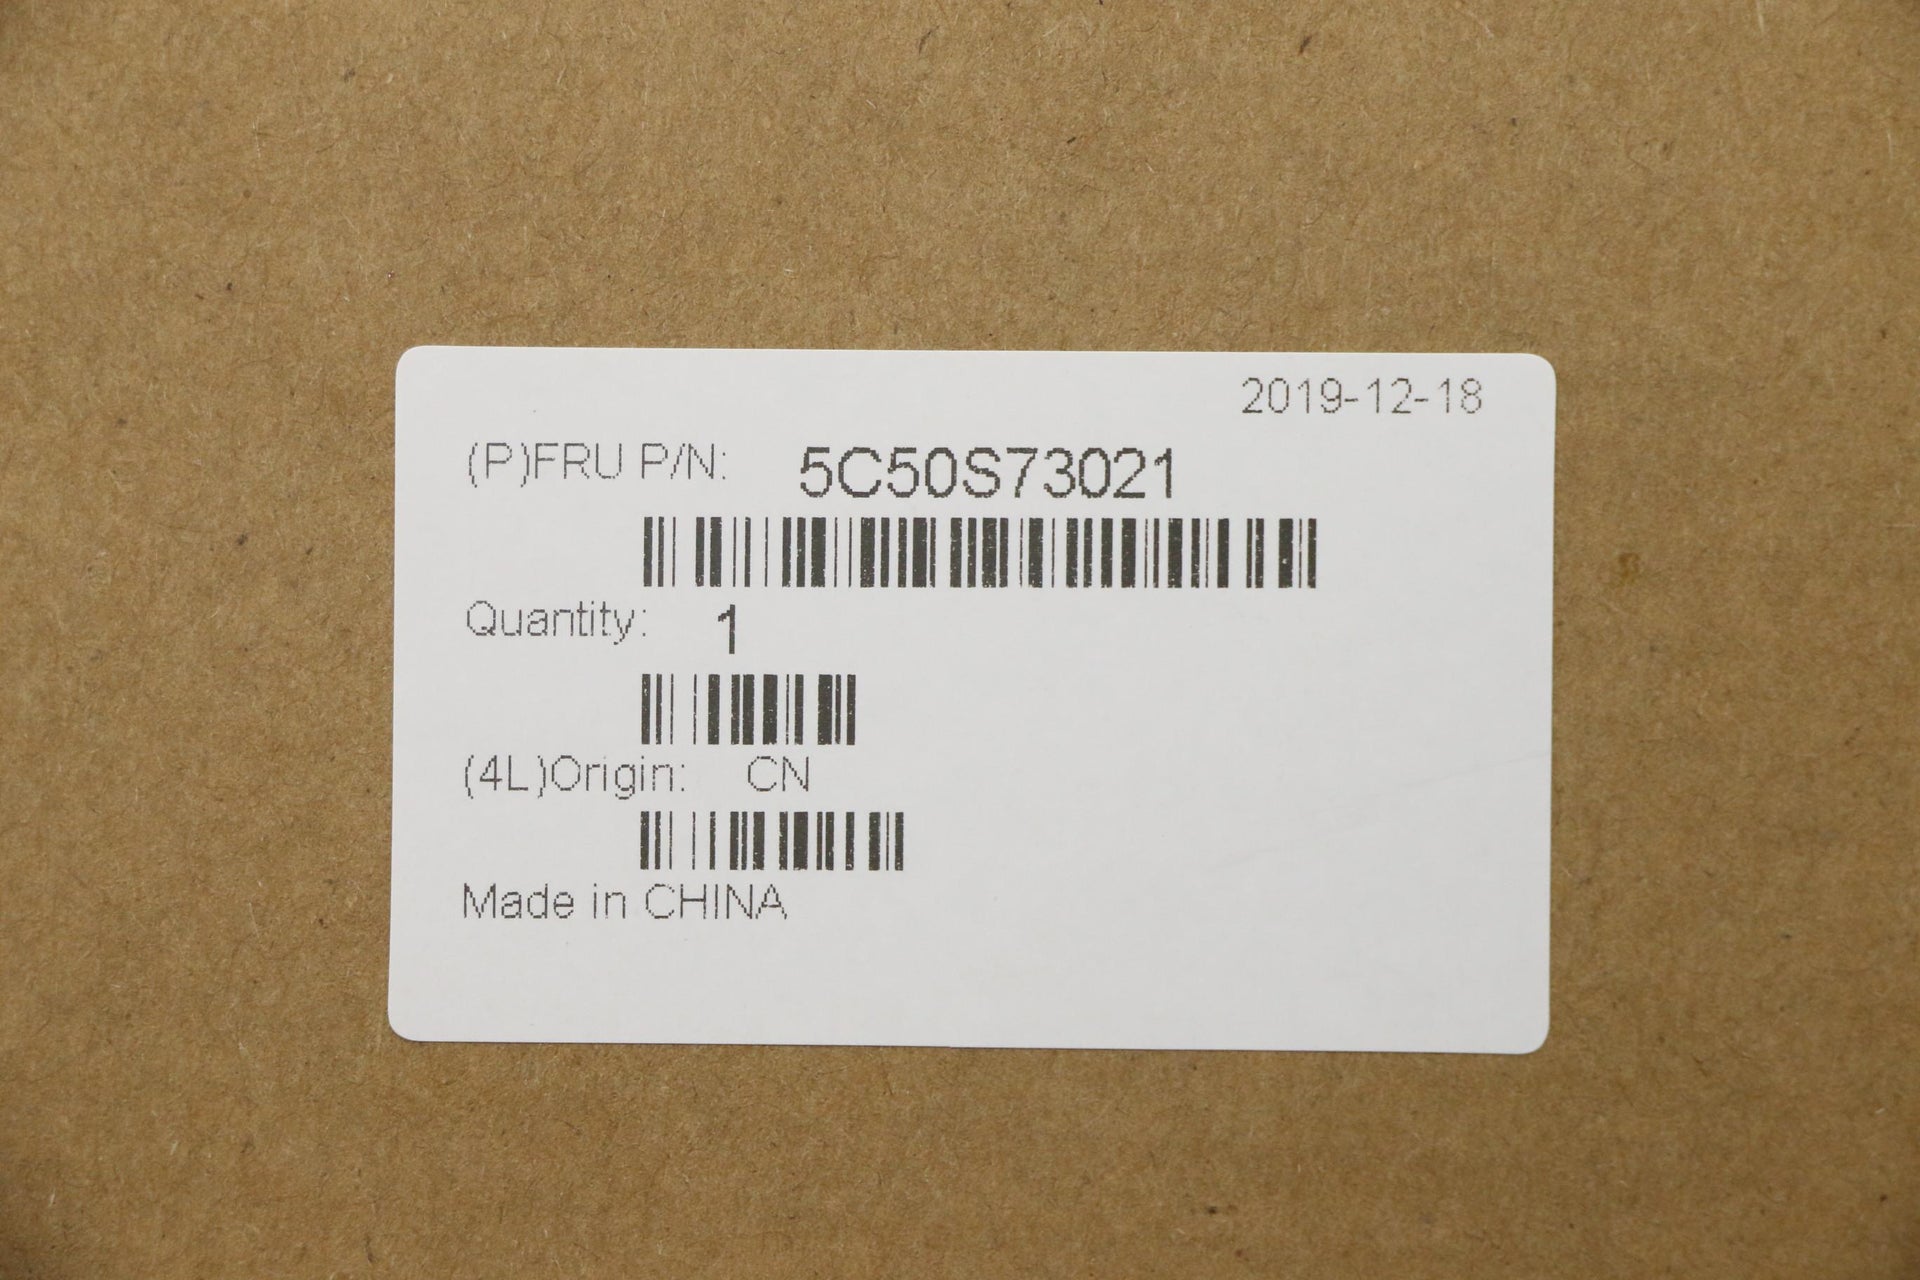 2019-12-18
(P)FRU P/N: 5C50S73021
Quantity: 1
(4L)Origin: CN
Made in CHINA